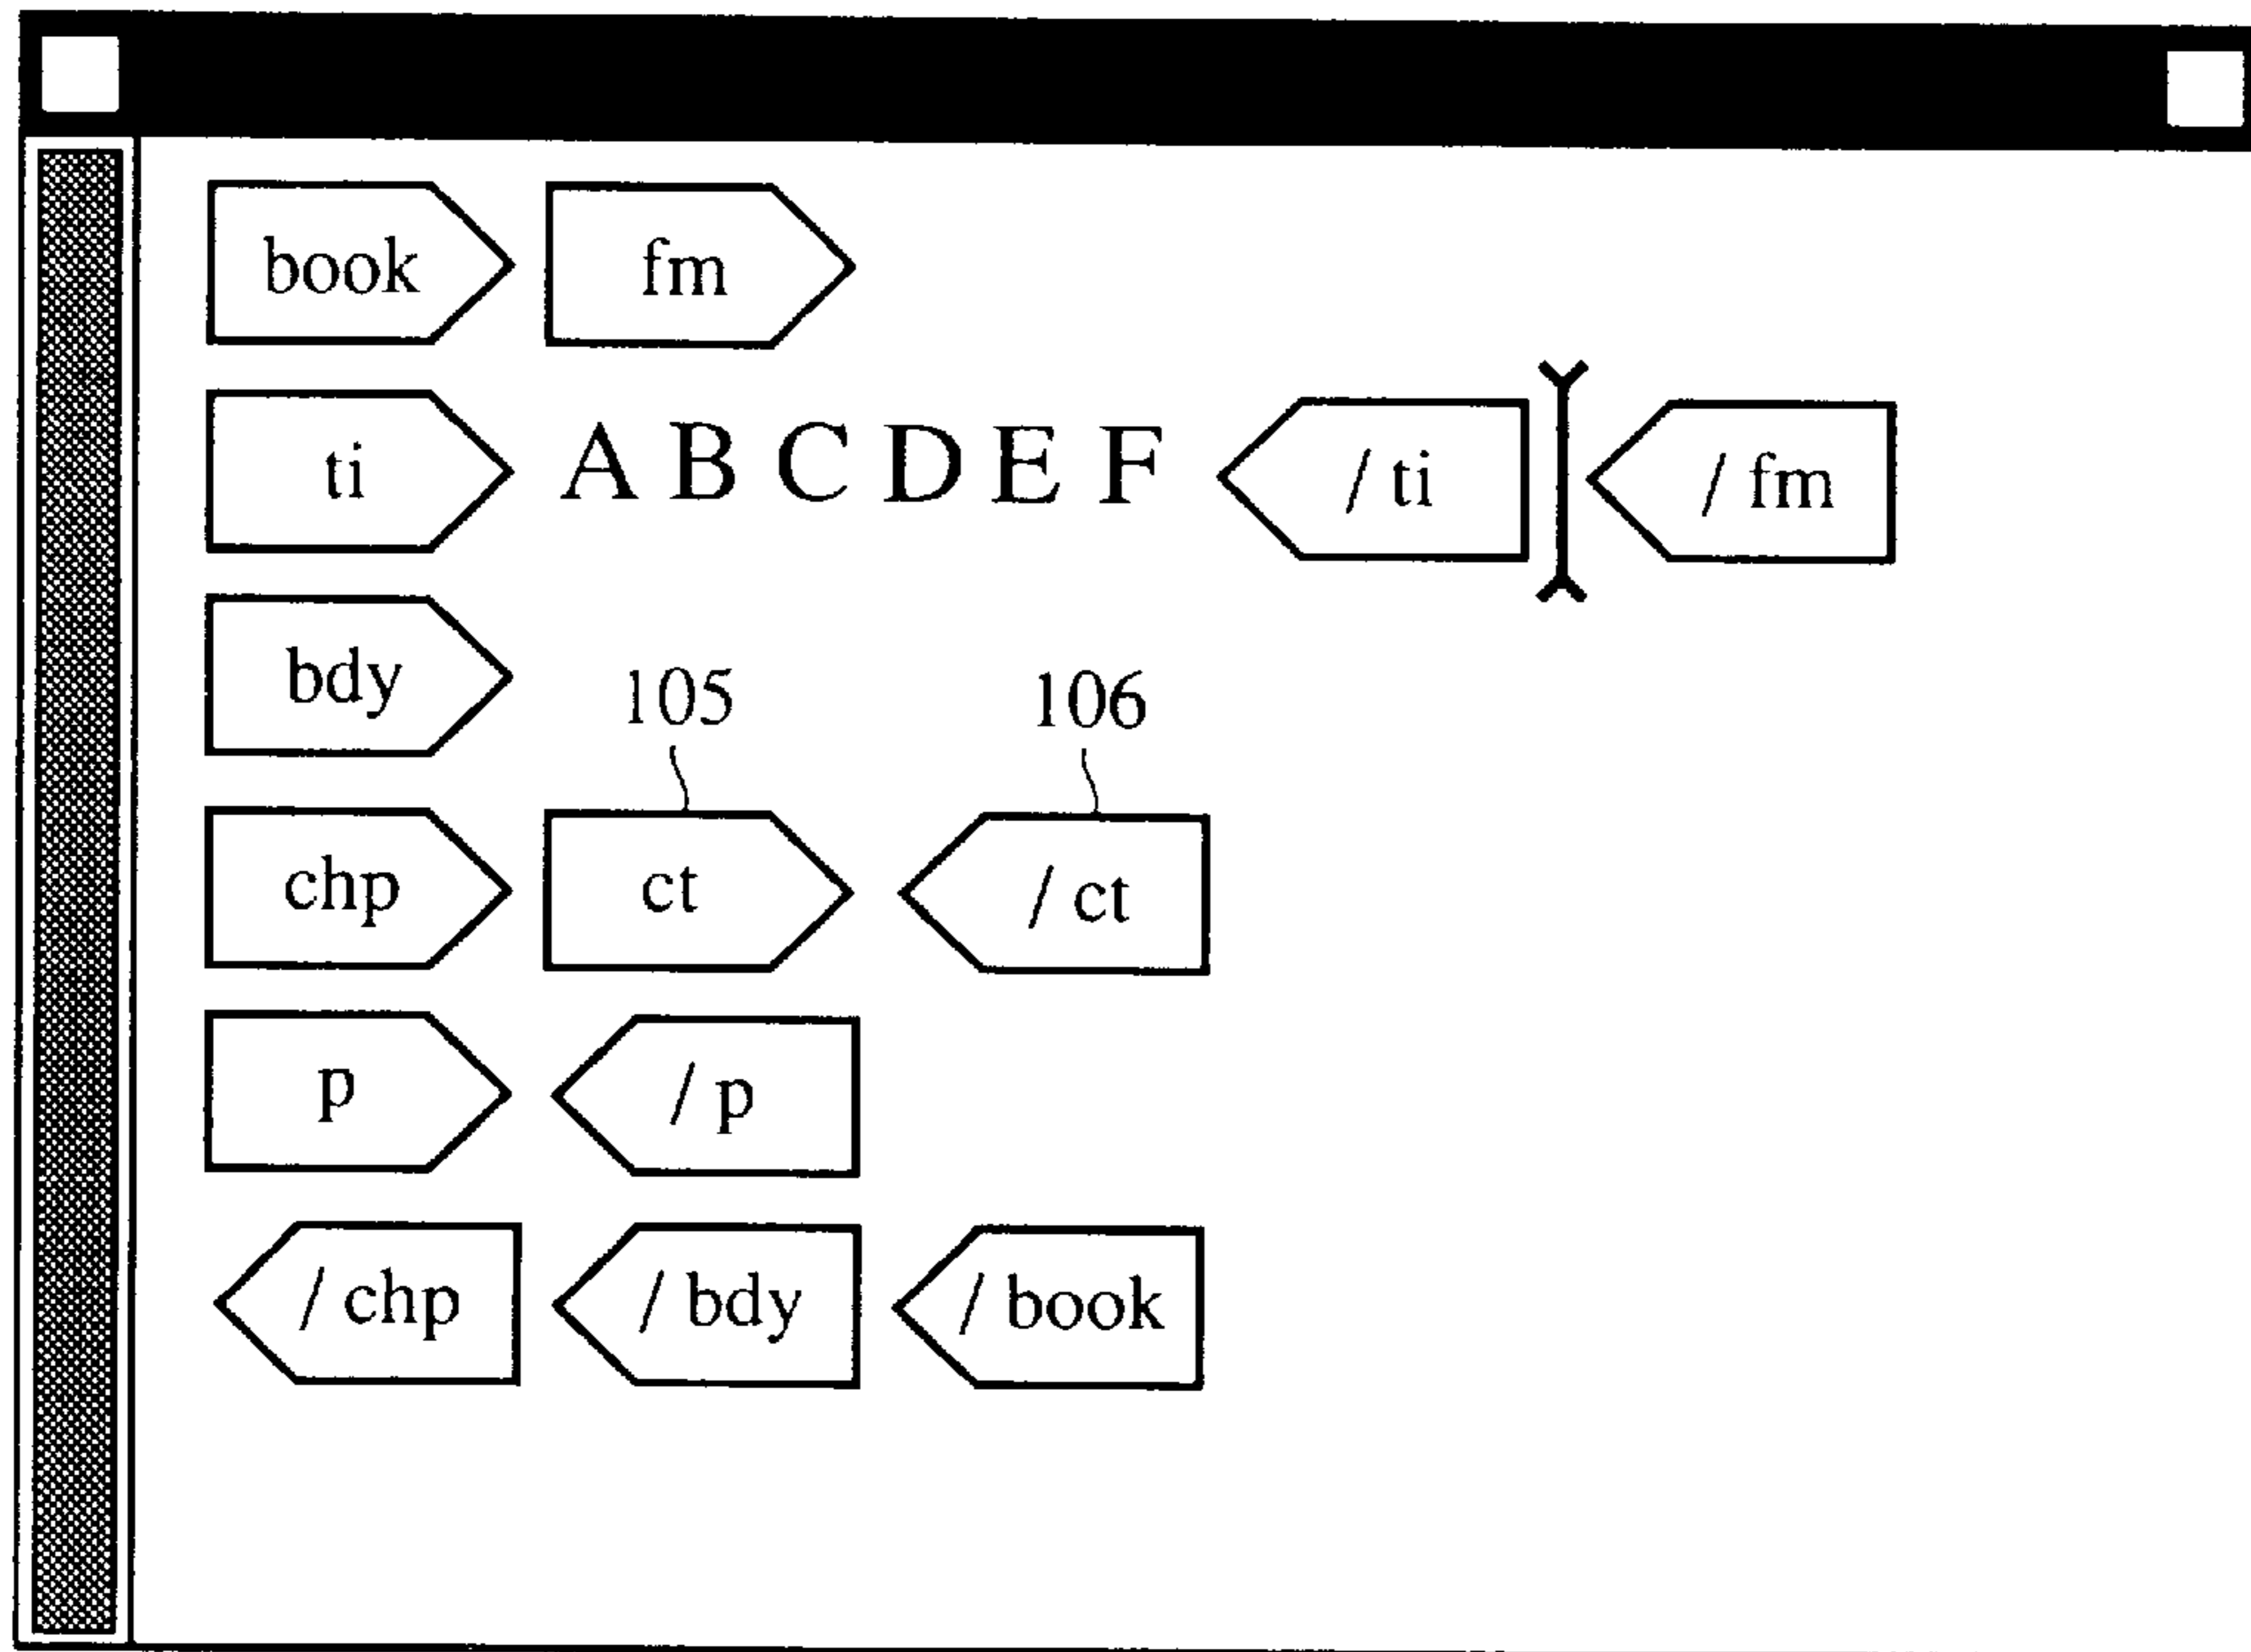 book fm
ti A B C D E F / ti / fm
bdy
105 106
chp ct / ct
p / p
/ chp / bdy / book